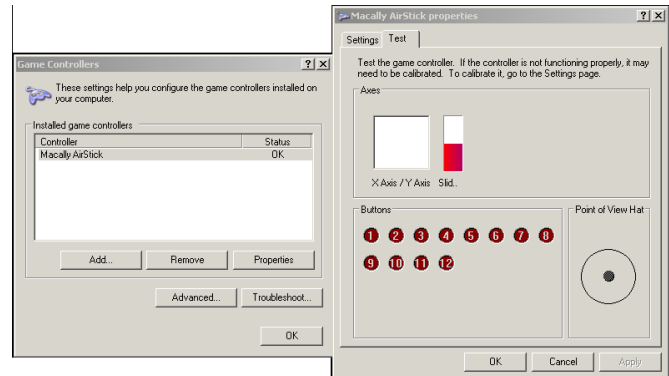 Game Controllers
These settings help you configure the game controllers installed on
your computer.
Installed game controllers
Controller Status
Macally AirStick OK
Add... Remove Properties
Advanced... Troubleshoot...
OK
Macally AirStick properties
Settings Test
Test the game controller. If the controller is not functioning properly, it may
need to be calibrated. To calibrate it, go to the Settings page.
Axes
X Axis / Y Axis Slid..
Buttons
1 2 3 4 5 6 7 8
9 10 11 12
Point of View Hat
OK Cancel Apply